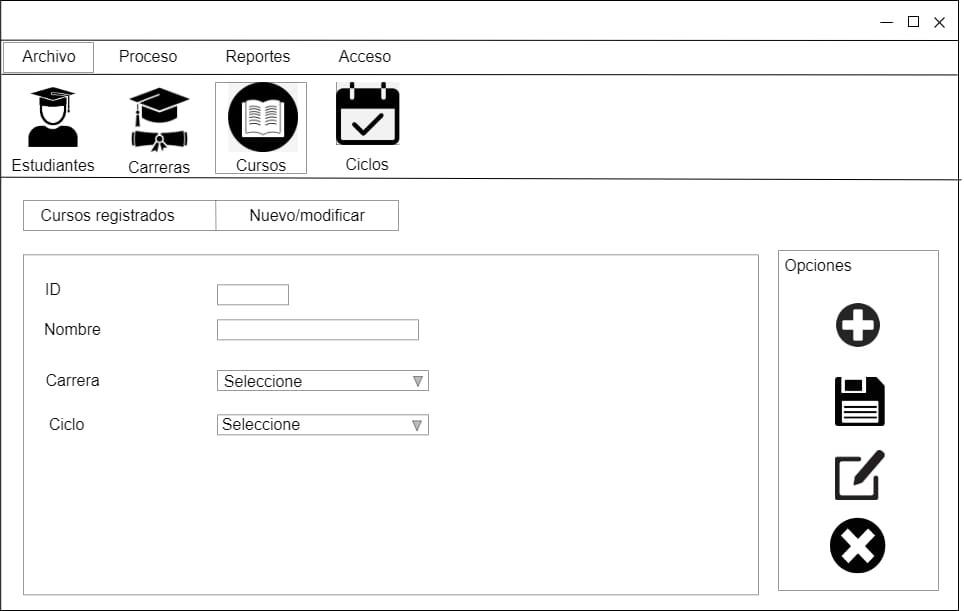 Archivo Proceso Reportes Acceso
Estudiantes Carreras Cursos Ciclos
Cursos registrados Nuevo/modificar
Opciones
ID
Nombre
Carrera Seleccione
Ciclo Seleccione